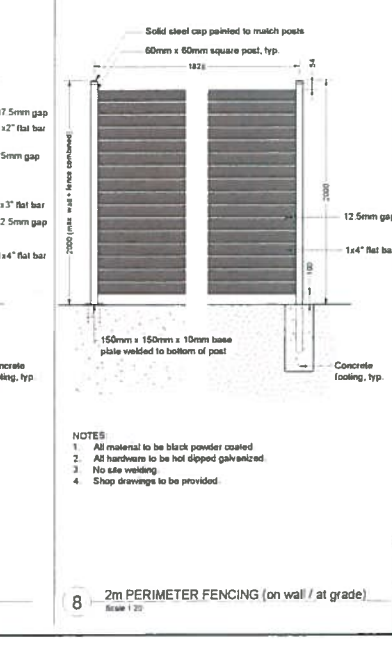 Solid steel cap painted to match posts
60mm x 60mm square post, typ.
1828
54
7.5mm gap
x2" flat bar
5mm gap
x3" flat bar
2.5mm gap
x4" flat bar
2000 (max wall + fence combined)
2000
12.5mm gap
1x4" flat ba
100
150mm x 150mm x 10mm base
plate welded to bottom of post
ncrete
ting, typ.
Concrete
footing, typ.
NOTES:
1. All material to be black powder coated
2. All hardware to be hot dipped galvanized.
3. No site welding.
4. Shop drawings to be provided.
8
2m PERIMETER FENCING (on wall / at grade)
Scale 1:20